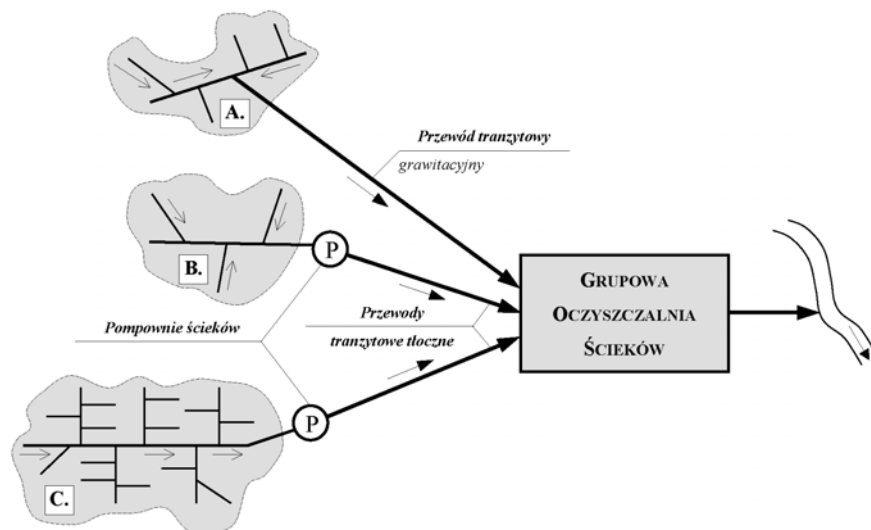 A.
Przewód tranzytowy
grawitacyjny
B.
P
GRUPOWA
OCZYSZCZALNIA
ŚCIEKÓW
Pompownie ścieków
Przewody
tranzytowe tłoczne
P
C.